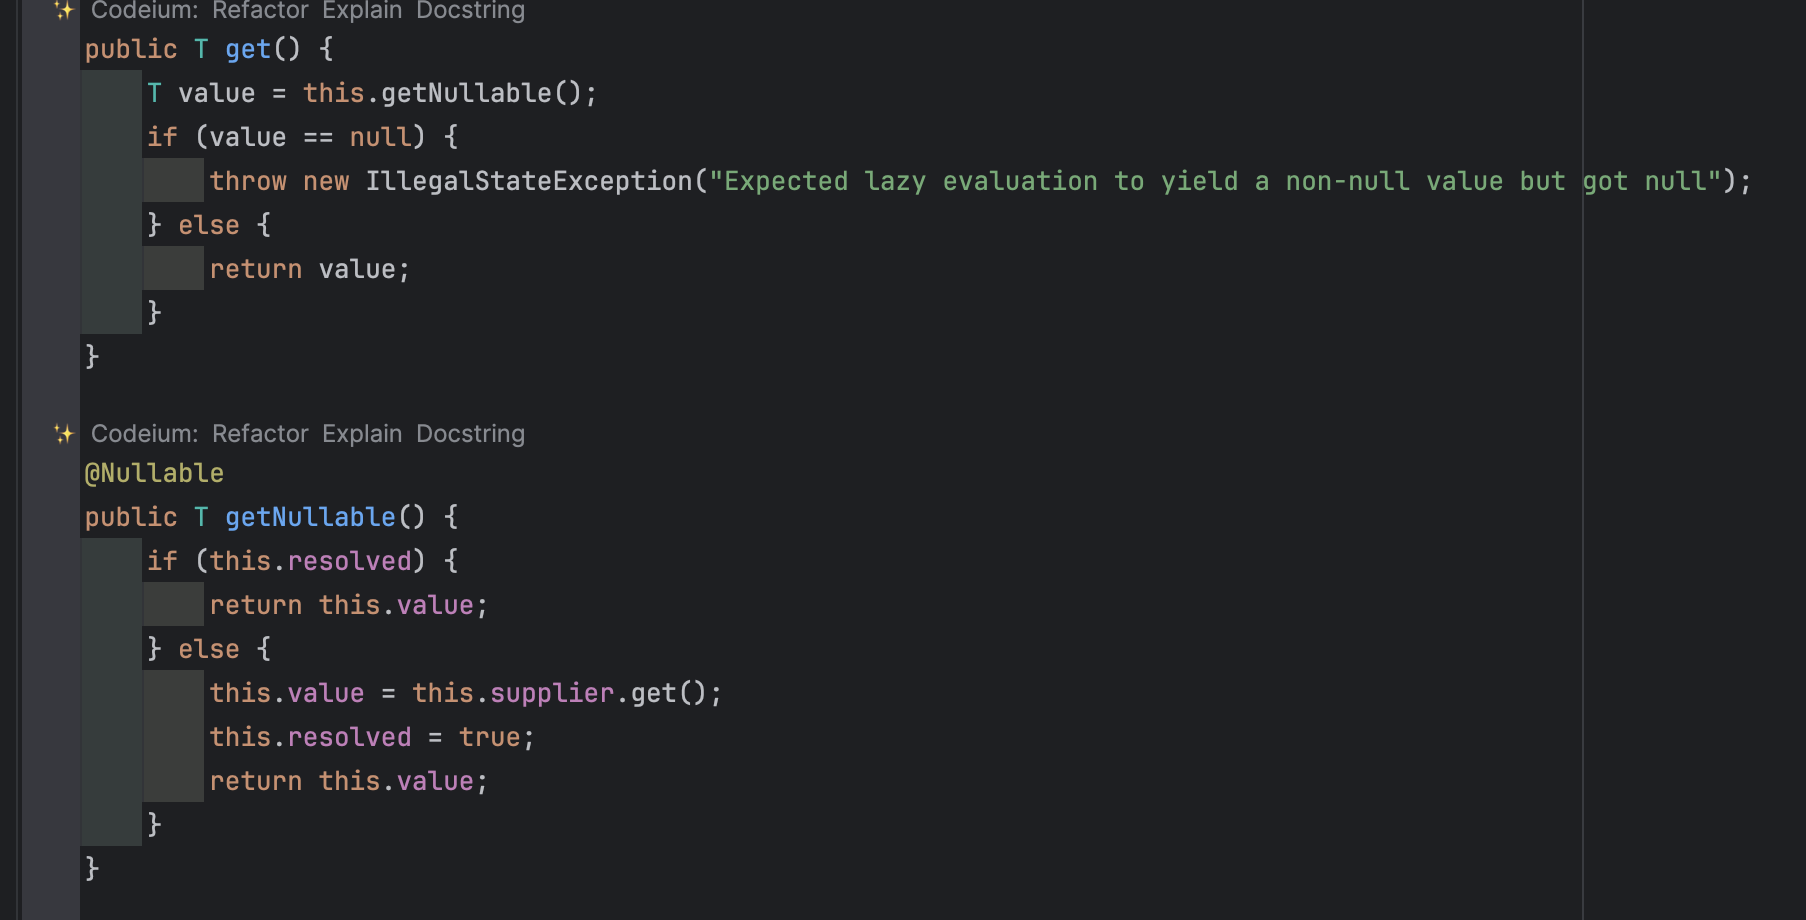 Codeium: Refactor Explain Docstring
public T get() {
T value = this.getNullable();
if (value == null) {
throw new IllegalStateException("Expected lazy evaluation to yield a non-null value but got null");
} else {
return value;
}
}
Codeium: Refactor Explain Docstring
@Nullable
public T getNullable() {
if (this.resolved) {
return this.value;
} else {
this.value = this.supplier.get();
this.resolved = true;
return this.value;
}
}